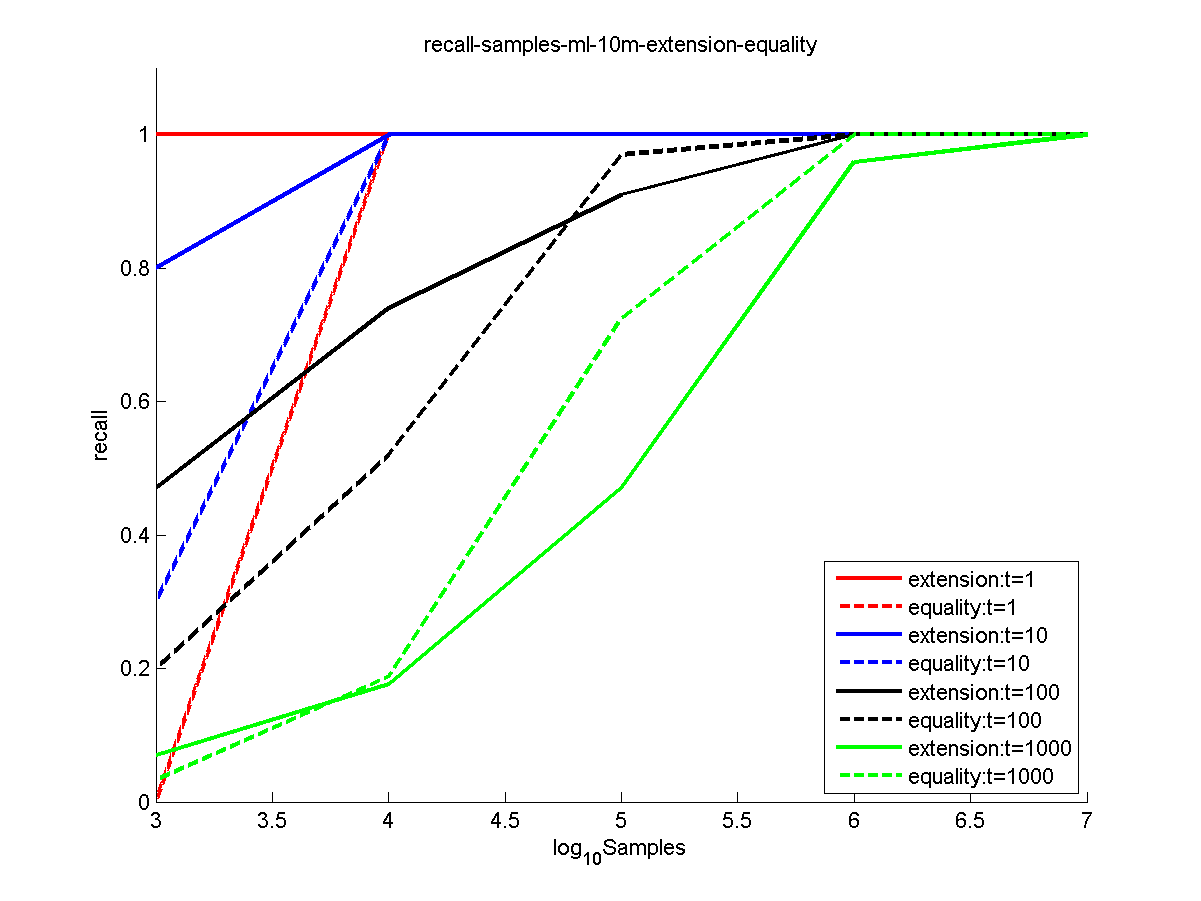 recall-samples-ml-10m-extension-equality
1
0.8
0.6
0.4
0.2
0
recall
3 3.5 4 4.5 5 5.5 6 6.5 7
log10Samples
extension:t=1
equality:t=1
extension:t=10
equality:t=10
extension:t=100
equality:t=100
extension:t=1000
equality:t=1000